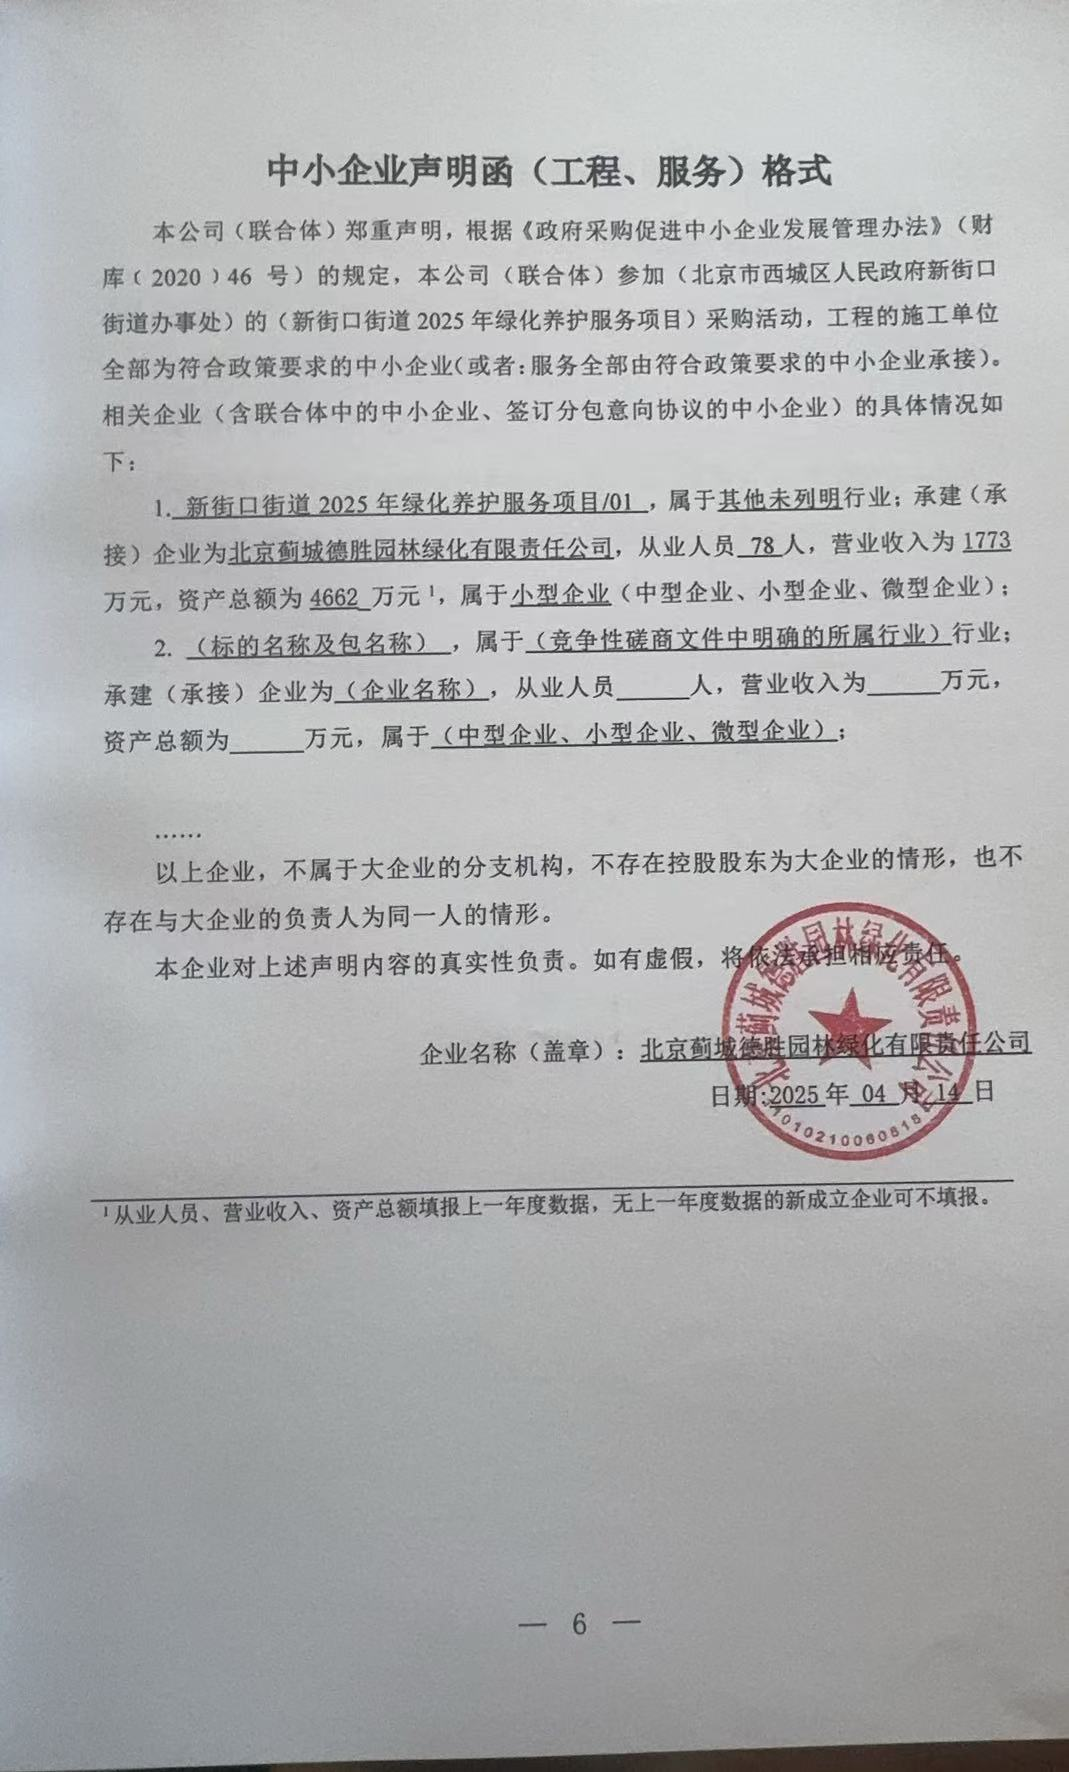 中小企业声明函（工程、服务）格式
本公司（联合体）郑重声明，根据《政府采购促进中小企业发展管理办法》（财
库﹝2020﹞46 号）的规定，本公司（联合体）参加（北京市西城区人民政府新街口
街道办事处）的（新街口街道 2025 年绿化养护服务项目）采购活动，工程的施工单位
全部为符合政策要求的中小企业（或者：服务全部由符合政策要求的中小企业承接）。
相关企业（含联合体中的中小企业、签订分包意向协议的中小企业）的具体情况如
下：
1. 新街口街道 2025 年绿化养护服务项目/01 ，属于其他未列明行业；承建（承
接）企业为北京蓟城德胜园林绿化有限责任公司，从业人员 78 人，营业收入为 1773
万元，资产总额为 4662 万元¹，属于小型企业（中型企业、小型企业、微型企业）；
2. （标的名称及包名称） ，属于（竞争性磋商文件中明确的所属行业）行业；
承建（承接）企业为（企业名称），从业人员______人，营业收入为______万元，
资产总额为______万元，属于（中型企业、小型企业、微型企业）；
……
以上企业，不属于大企业的分支机构，不存在控股股东为大企业的情形，也不
存在与大企业的负责人为同一人的情形。
本企业对上述声明内容的真实性负责。如有虚假，将依法承担相应责任。
企业名称（盖章）：北京蓟城德胜园林绿化有限责任公司
日期:2025 年 04 月 14 日
北京蓟城德胜园林绿化有限责任公司
¹从业人员、营业收入、资产总额填报上一年度数据，无上一年度数据的新成立企业可不填报。
— 6 —